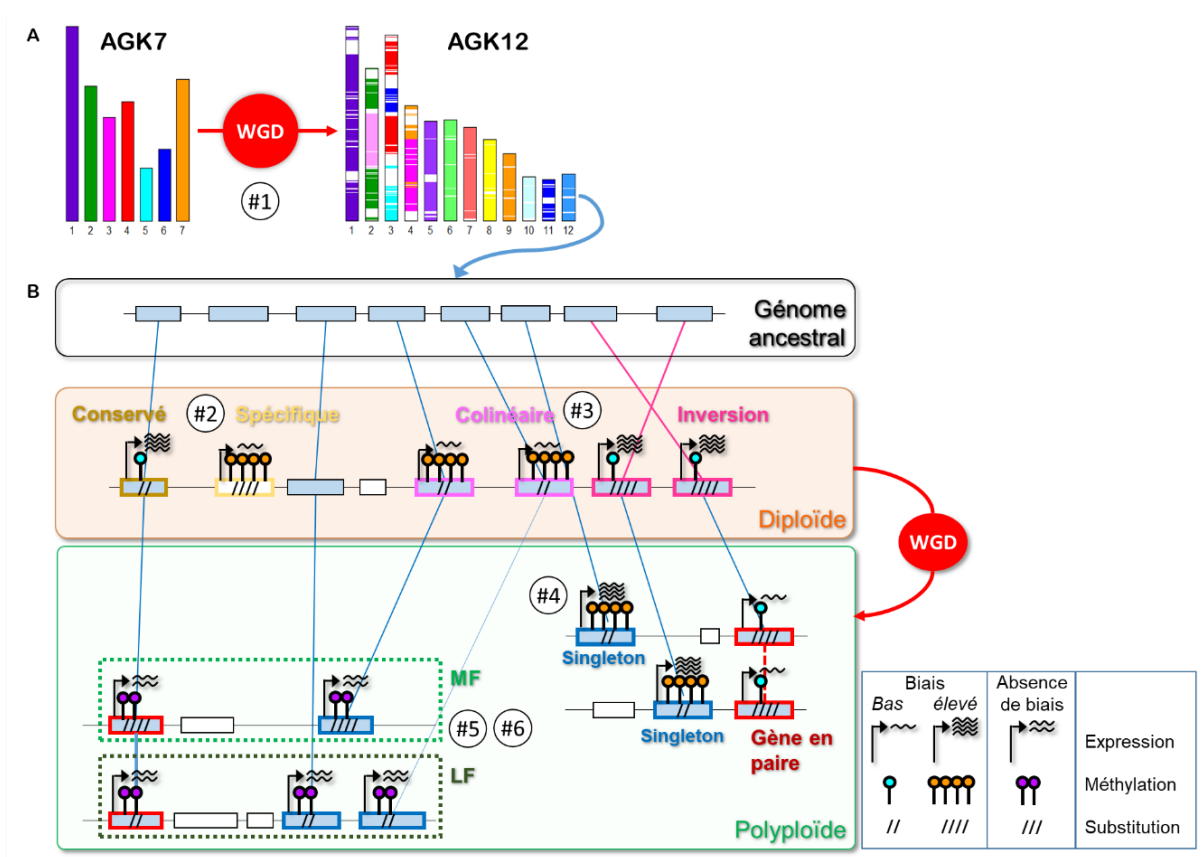 A
AGK7
AGK12
WGD
#1
1 2 3 4 5 6 7
1 2 3 4 5 6 7 8 9 10 11 12
B
Génome
ancestral
Conservé
#2
Spécifique
Colinéaire
#3
Inversion
Diploïde
WGD
#4
Singleton
MF
Singleton
Gène en
paire
#5 #6
LF
Polyploïde
Biais
Bas élevé
Absence
de biais
Expression
Méthylation
// //// ///
Substitution